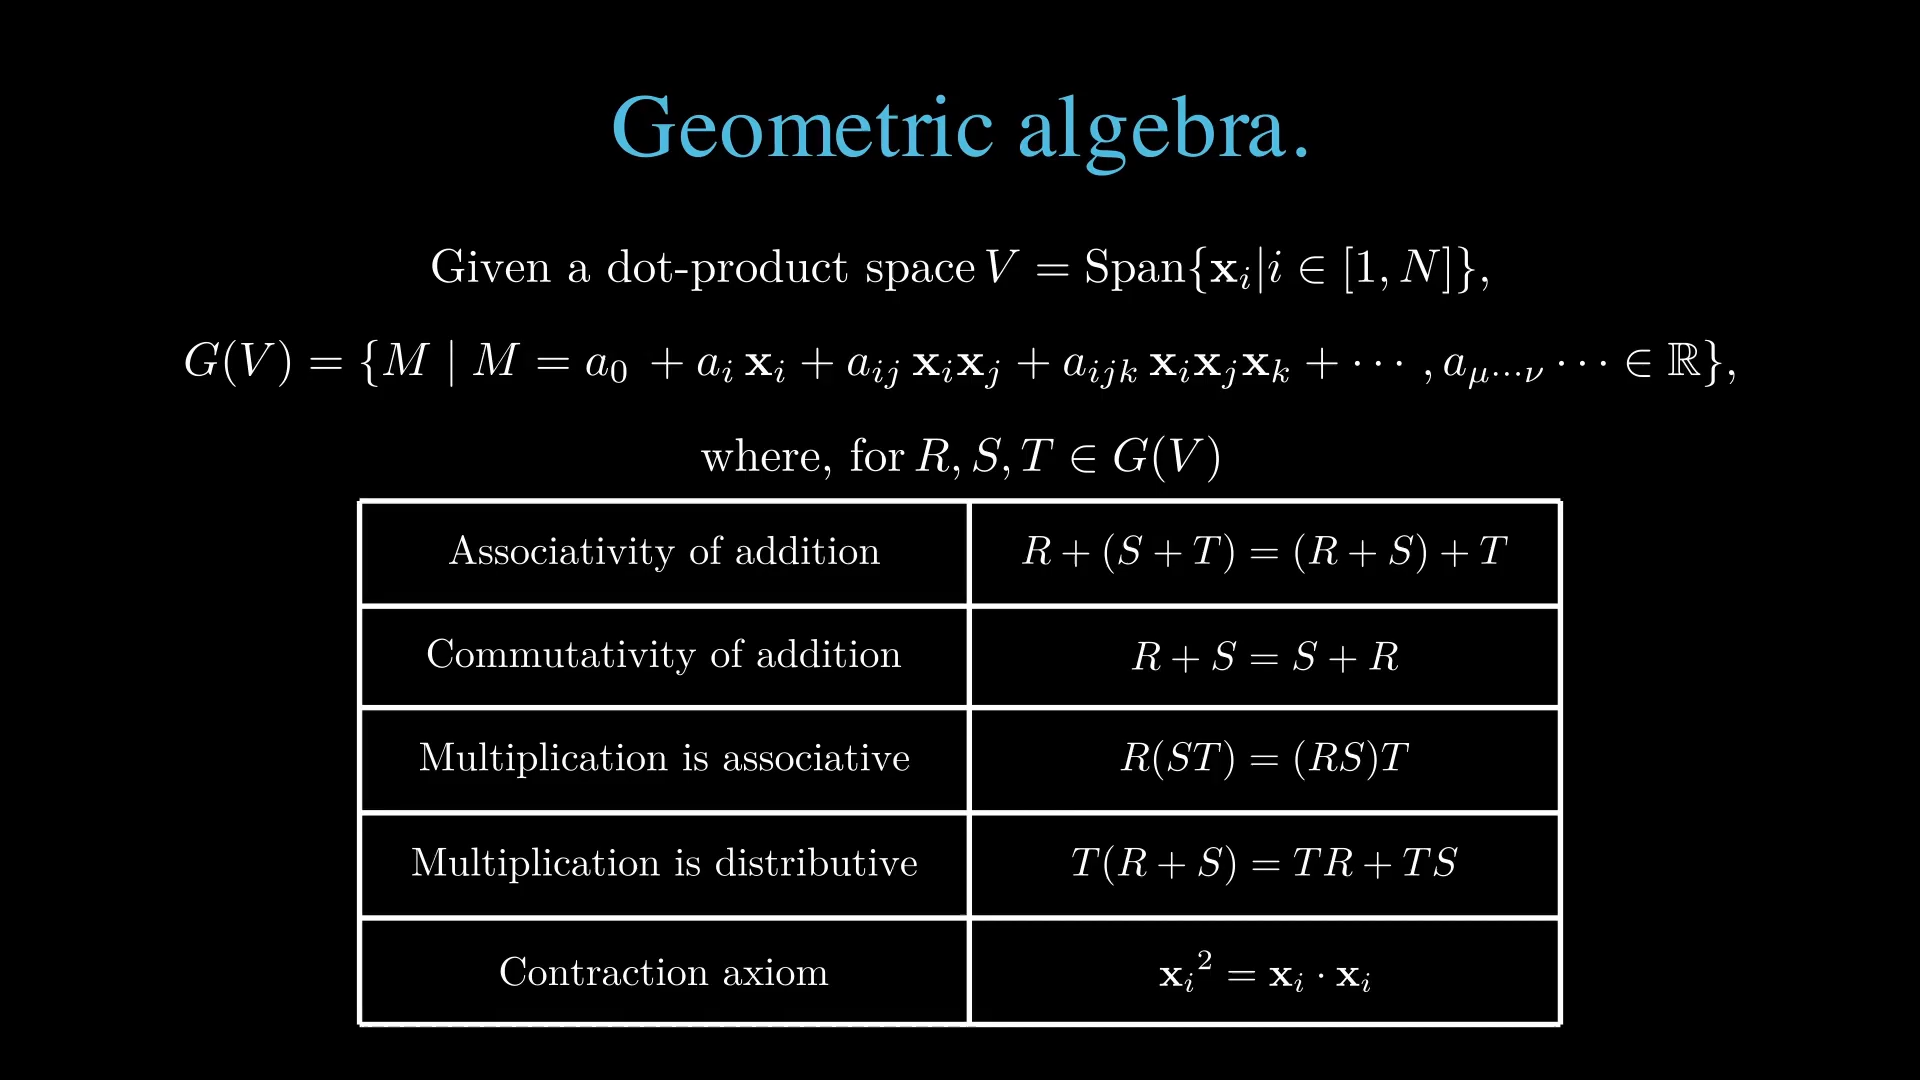 Geometric algebra.
Given a dot-product space V = Span{𝐱ᵢ|i ∈ [1, N]},
G(V) = {M | M = a₀ + aᵢ 𝐱ᵢ + aᵢⱼ 𝐱ᵢ𝐱ⱼ + aᵢⱼₖ 𝐱ᵢ𝐱ⱼ𝐱ₖ + ⋯ , a_{μ⋯ν} ⋯ ∈ ℝ},
where, for R, S, T ∈ G(V)
Associativity of addition R + (S + T) = (R + S) + T
Commutativity of addition R + S = S + R
Multiplication is associative R(ST) = (RS)T
Multiplication is distributive T(R + S) = TR + TS
Contraction axiom 𝐱ᵢ² = 𝐱ᵢ · 𝐱ᵢ